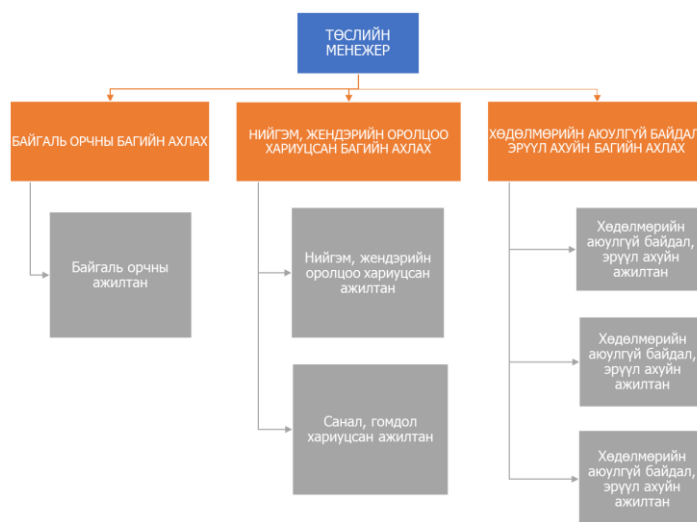 ТӨСЛИЙН
МЕНЕЖЕР
БАЙГАЛЬ ОРЧНЫ БАГИЙН АХЛАХ
НИЙГЭМ, ЖЕНДЭРИЙН ОРОЛЦОО
ХАРИУЦСАН БАГИЙН АХЛАХ
ХӨДӨЛМӨРИЙН АЮУЛГҮЙ БАЙДАЛ,
ЭРҮҮЛ АХУЙН БАГИЙН АХЛАХ
Байгаль орчны
ажилтан
Нийгэм, жендэрийн
оролцоо хариуцсан
ажилтан
Санал, гомдол
хариуцсан ажилтан
Хөдөлмөрийн
аюулгүй байдал,
эрүүл ахуйн
ажилтан
Хөдөлмөрийн
аюулгүй байдал,
эрүүл ахуйн
ажилтан
Хөдөлмөрийн
аюулгүй байдал,
эрүүл ахуйн
ажилтан